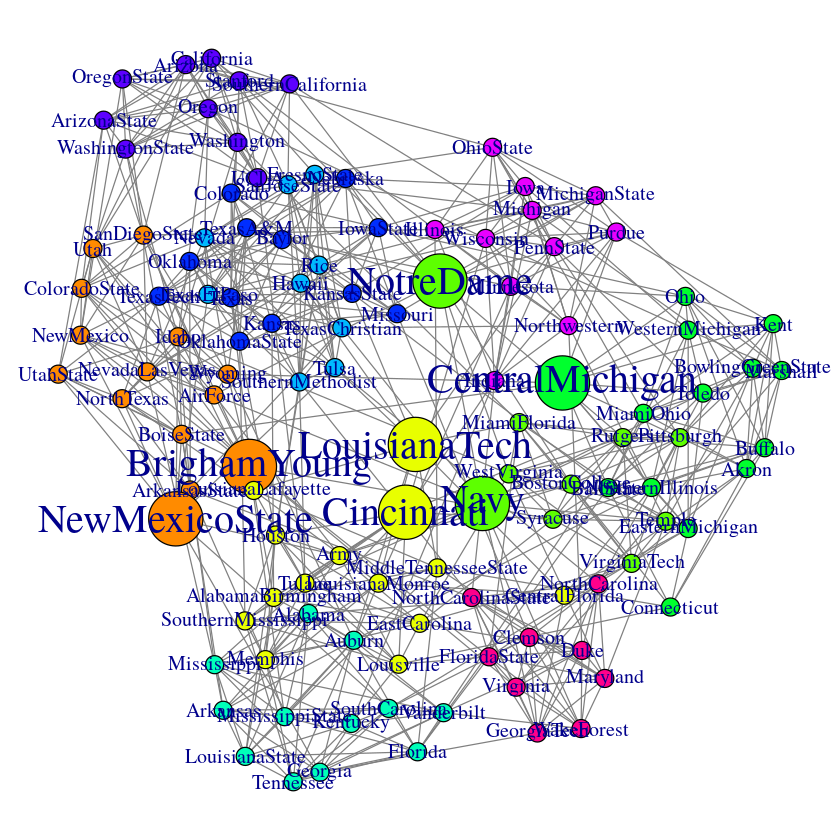 California
Arizona
OregonState
Stanford
SouthernCalifornia
Oregon
ArizonaState
Washington
WashingtonState
OhioState
FresnoState
Nebraska
SanJoseState
Colorado
Iowa
MichiganState
Michigan
SanDiegoState
TexasA&M
IowaState
Illinois
Purdue
Nevada
Baylor
Wisconsin
PennState
Utah
Oklahoma
Rice
Hawaii
NotreDame
Minnesota
ColoradoState
TexasTech
TexasElPaso
Texas
KansasState
Ohio
Missouri
Kansas
TexasChristian
Northwestern
WesternMichigan
Kent
NewMexico
Idaho
OklahomaState
UtahState
NevadaLasVegas
Wyoming
Tulsa
SouthernMethodist
Indiana
CentralMichigan
BowlingGreenState
Marshall
NorthTexas
AirForce
Toledo
MiamiOhio
MiamiFlorida
BoiseState
LouisianaTech
Rutgers
Pittsburgh
Buffalo
BrighamYoung
Akron
WestVirginia
BostonCollege
BallState
NorthernIllinois
ArkansasState
LouisianaLafayette
NewMexicoState
Cincinnati
Navy
Syracuse
Temple
EasternMichigan
Houston
Army
MiddleTennesseeState
VirginiaTech
Tulane
LouisianaMonroe
NorthCarolina
AlabamaBirmingham
NorthCarolinaState
CentralFlorida
Connecticut
SouthernMississippi
Alabama
EastCarolina
Auburn
Clemson
Duke
Mississippi
Memphis
Louisville
FloridaState
Maryland
Virginia
Arkansas
MississippiState
SouthCarolina
Kentucky
Vanderbilt
GeorgiaTech
WakeForest
LouisianaState
Florida
Georgia
Tennessee